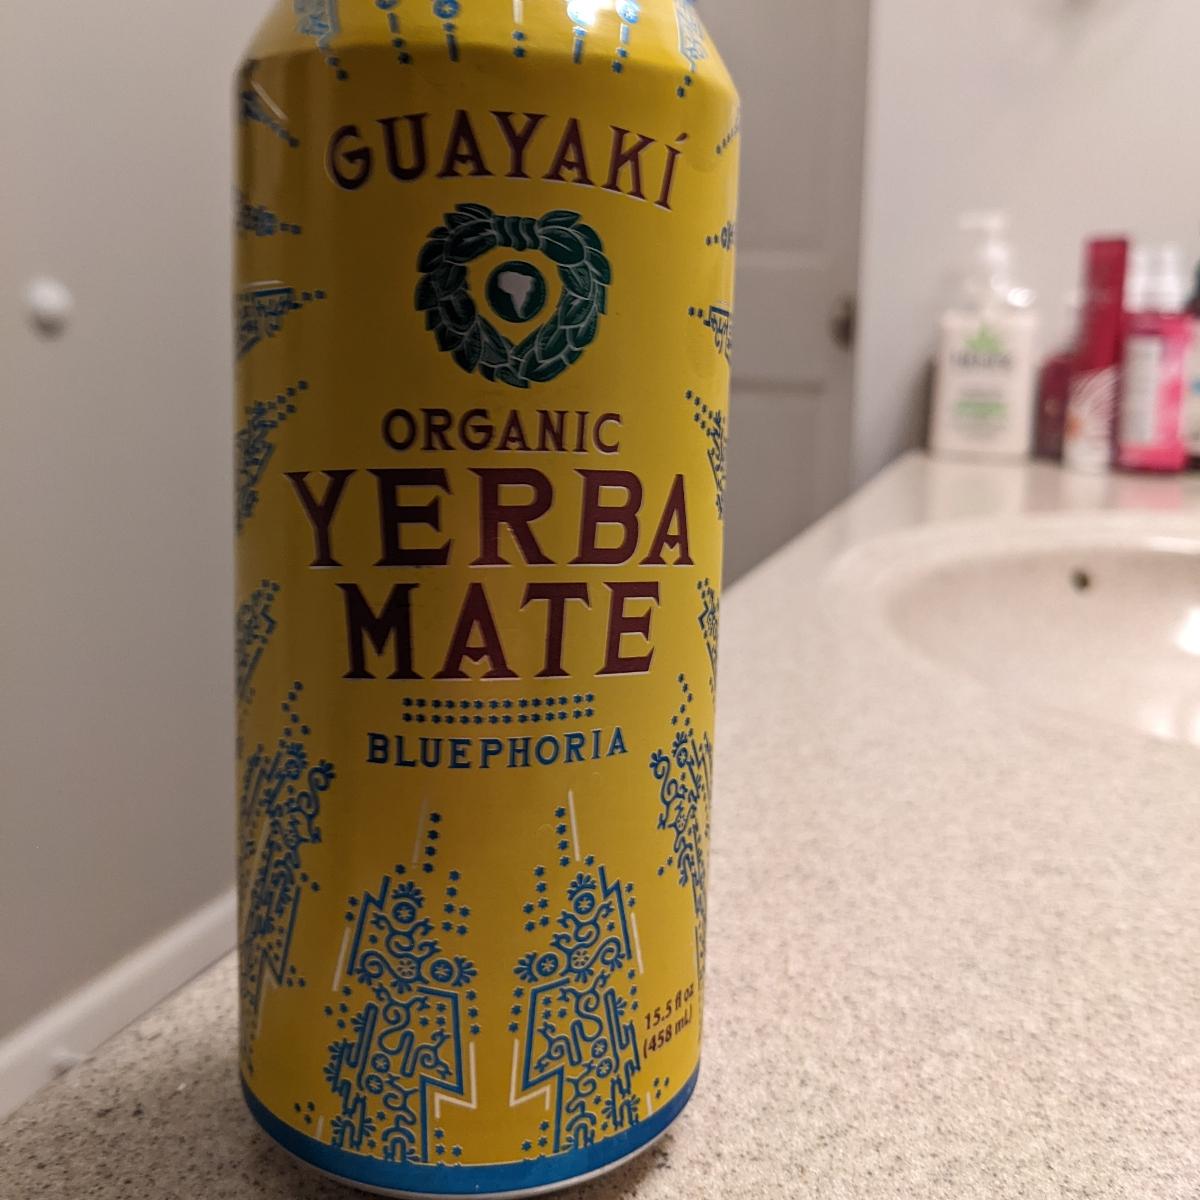 GUAYAKÍ
ORGANIC
YERBA
MATE
BLUEPHORIA
15.5 fl oz
(458 mL)